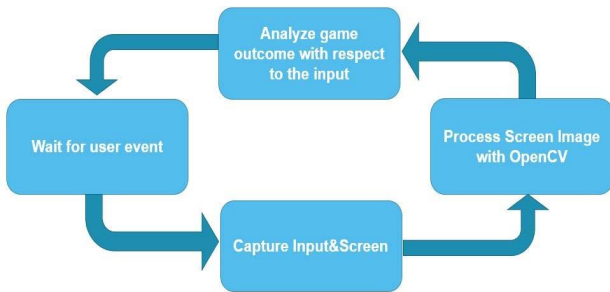 Analyze game
outcome with respect
to the input
Wait for user event
Process Screen Image
with OpenCV
Capture Input&Screen